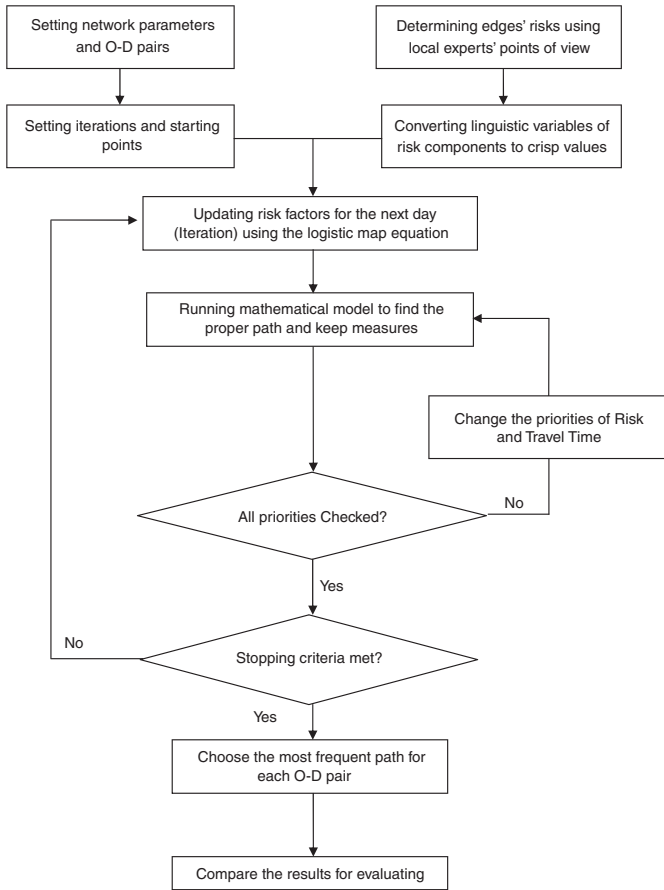 Setting network parameters
and O-D pairs
Determining edges' risks using
local experts' points of view
Setting iterations and starting
points
Converting linguistic variables of
risk components to crisp values
Updating risk factors for the next day
(Iteration) using the logistic map equation
Running mathematical model to find the
proper path and keep measures
Change the priorities of Risk
and Travel Time
All priorities Checked?
No
Yes
Stopping criteria met?
No
Yes
Choose the most frequent path for
each O-D pair
Compare the results for evaluating